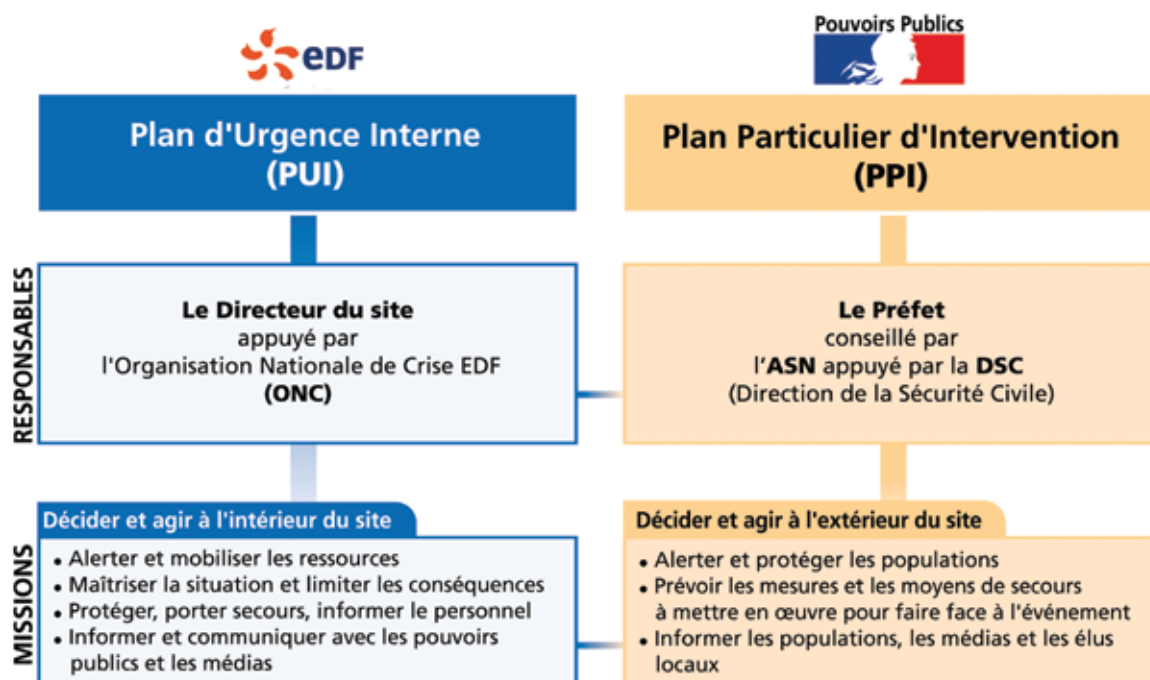 eDF
Pouvoirs Publics
Plan d'Urgence Interne
(PUI)
Plan Particulier d'Intervention
(PPI)
RESPONSABLES
Le Directeur du site
appuyé par
l'Organisation Nationale de Crise EDF
(ONC)
Le Préfet
conseillé par
l'ASN appuyé par la DSC
(Direction de la Sécurité Civile)
MISSIONS
Décider et agir à l'intérieur du site
• Alerter et mobiliser les ressources
• Maîtriser la situation et limiter les conséquences
• Protéger, porter secours, informer le personnel
• Informer et communiquer avec les pouvoirs
publics et les médias
Décider et agir à l'extérieur du site
• Alerter et protéger les populations
• Prévoir les mesures et les moyens de secours
à mettre en œuvre pour faire face à l'événement
• Informer les populations, les médias et les élus
locaux